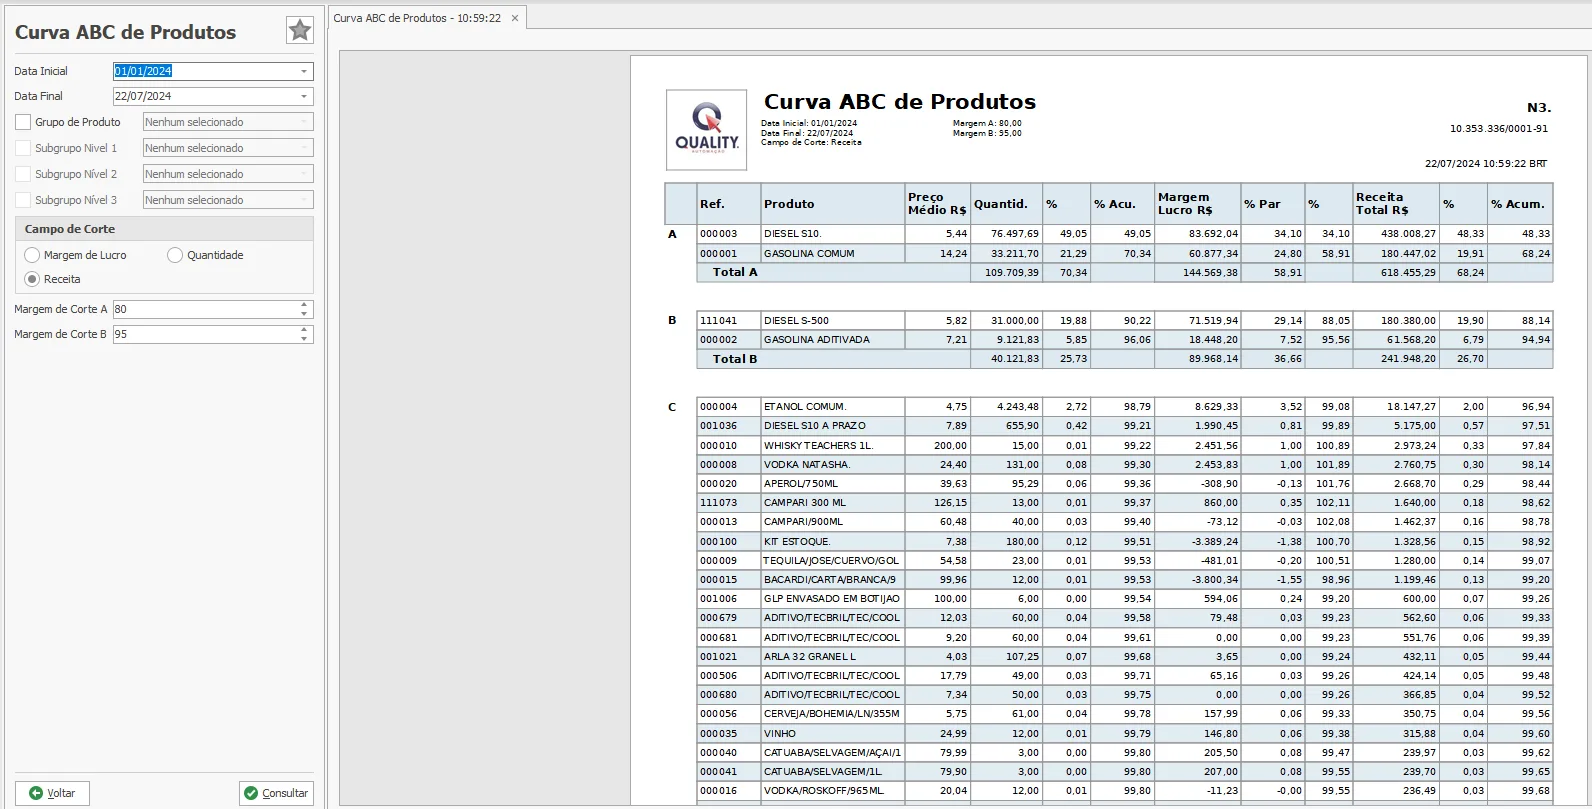 Curva ABC de Produtos
Data Inicial 01/01/2024
Data Final 22/07/2024
Grupo de Produto Nenhum selecionado
Subgrupo Nivel 1 Nenhum selecionado
Subgrupo Nível 2 Nenhum selecionado
Subgrupo Nível 3 Nenhum selecionado
Campo de Corte
Margem de Lucro Quantidade
Receita
Margem de Corte A 80
Margem de Corte B 95
Voltar Consultar
Curva ABC de Produtos - 10:59:22 ×
QUALITY.
AUTOMAÇÃO
Curva ABC de Produtos
Data Inicial: 01/01/2024 Margem A: 80,00
Data Final: 22/07/2024 Margem B: 95,00
Campo de Corte: Receita
N3.
10.353.336/0001-91
22/07/2024 10:59:22 BRT
Ref. Produto Preço Médio R$ Quantid. % % Acu. Margem Lucro R$ % Par % Receita Total R$ % % Acum.
A 000003 DIESEL S10. 5,44 76.497,69 49,05 49,05 83.692,04 34,10 34,10 438.008,27 48,33 48,33
000001 GASOLINA COMUM 14,24 33.211,70 21,29 70,34 60.877,34 24,80 58,91 180.447,02 19,91 68,24
Total A 109.709,39 70,34 144.569,38 58,91 618.455,29 68,24
B 111041 DIESEL S-500 5,82 31.000,00 19,88 90,22 71.519,94 29,14 88,05 180.380,00 19,90 88,14
000002 GASOLINA ADITIVADA 7,21 9.121,83 5,85 96,06 18.448,20 7,52 95,56 61.568,20 6,79 94,94
Total B 40.121,83 25,73 89.968,14 36,66 241.948,20 26,70
C 000004 ETANOL COMUM. 4,75 4.243,48 2,72 98,79 8.629,33 3,52 99,08 18.147,27 2,00 96,94
001036 DIESEL S10 A PRAZO 7,89 655,90 0,42 99,21 1.990,45 0,81 99,89 5.175,00 0,57 97,51
000010 WHISKY TEACHERS 1L. 200,00 15,00 0,01 99,22 2.451,56 1,00 100,89 2.973,24 0,33 97,84
000008 VODKA NATASHA. 24,40 131,00 0,08 99,30 2.453,83 1,00 101,89 2.760,75 0,30 98,14
000020 APEROL/750ML 39,63 95,29 0,06 99,36 -308,90 -0,13 101,76 2.668,70 0,29 98,44
111073 CAMPARI 300 ML 126,15 13,00 0,01 99,37 860,00 0,35 102,11 1.640,00 0,18 98,62
000013 CAMPARI/900ML 60,48 40,00 0,03 99,40 -73,12 -0,03 102,08 1.462,37 0,16 98,78
000100 KIT ESTOQUE. 7,38 180,00 0,12 99,51 -3.389,24 -1,38 100,70 1.328,56 0,15 98,92
000009 TEQUILA/JOSE/CUERVO/GOL 54,58 23,00 0,01 99,53 -481,01 -0,20 100,51 1.280,00 0,14 99,07
000015 BACARDI/CARTA/BRANCA/9 99,96 12,00 0,01 99,53 -3.800,34 -1,55 98,96 1.199,46 0,13 99,20
001006 GLP ENVASADO EM BOTIJAO 100,00 6,00 0,00 99,54 594,06 0,24 99,20 600,00 0,07 99,26
000679 ADITIVO/TECBRIL/TEC/COOL 12,03 60,00 0,04 99,58 79,48 0,03 99,23 562,60 0,06 99,33
000681 ADITIVO/TECBRIL/TEC/COOL 9,20 60,00 0,04 99,61 0,00 0,00 99,23 551,76 0,06 99,39
001021 ARLA 32 GRANEL L 4,03 107,25 0,07 99,68 3,65 0,00 99,24 432,11 0,05 99,44
000506 ADITIVO/TECBRIL/TEC/COOL 17,79 49,00 0,03 99,71 65,16 0,03 99,26 424,14 0,05 99,48
000680 ADITIVO/TECBRIL/TEC/COOL 7,34 50,00 0,03 99,75 0,00 0,00 99,26 366,85 0,04 99,52
000056 CERVEJA/BOHEMIA/LN/355M 5,75 61,00 0,04 99,78 157,99 0,06 99,33 350,75 0,04 99,56
000035 VINHO 24,99 12,00 0,01 99,79 146,80 0,06 99,38 315,88 0,04 99,60
000040 CATUABA/SELVAGEM/AÇAI/1 79,99 3,00 0,00 99,80 205,50 0,08 99,47 239,97 0,03 99,62
000041 CATUABA/SELVAGEM/1L. 79,90 3,00 0,00 99,80 207,00 0,08 99,55 239,70 0,03 99,65
000016 VODKA/ROSKOFF/965ML. 20,04 12,00 0,01 99,80 -11,23 -0,00 99,55 236,49 0,03 99,68